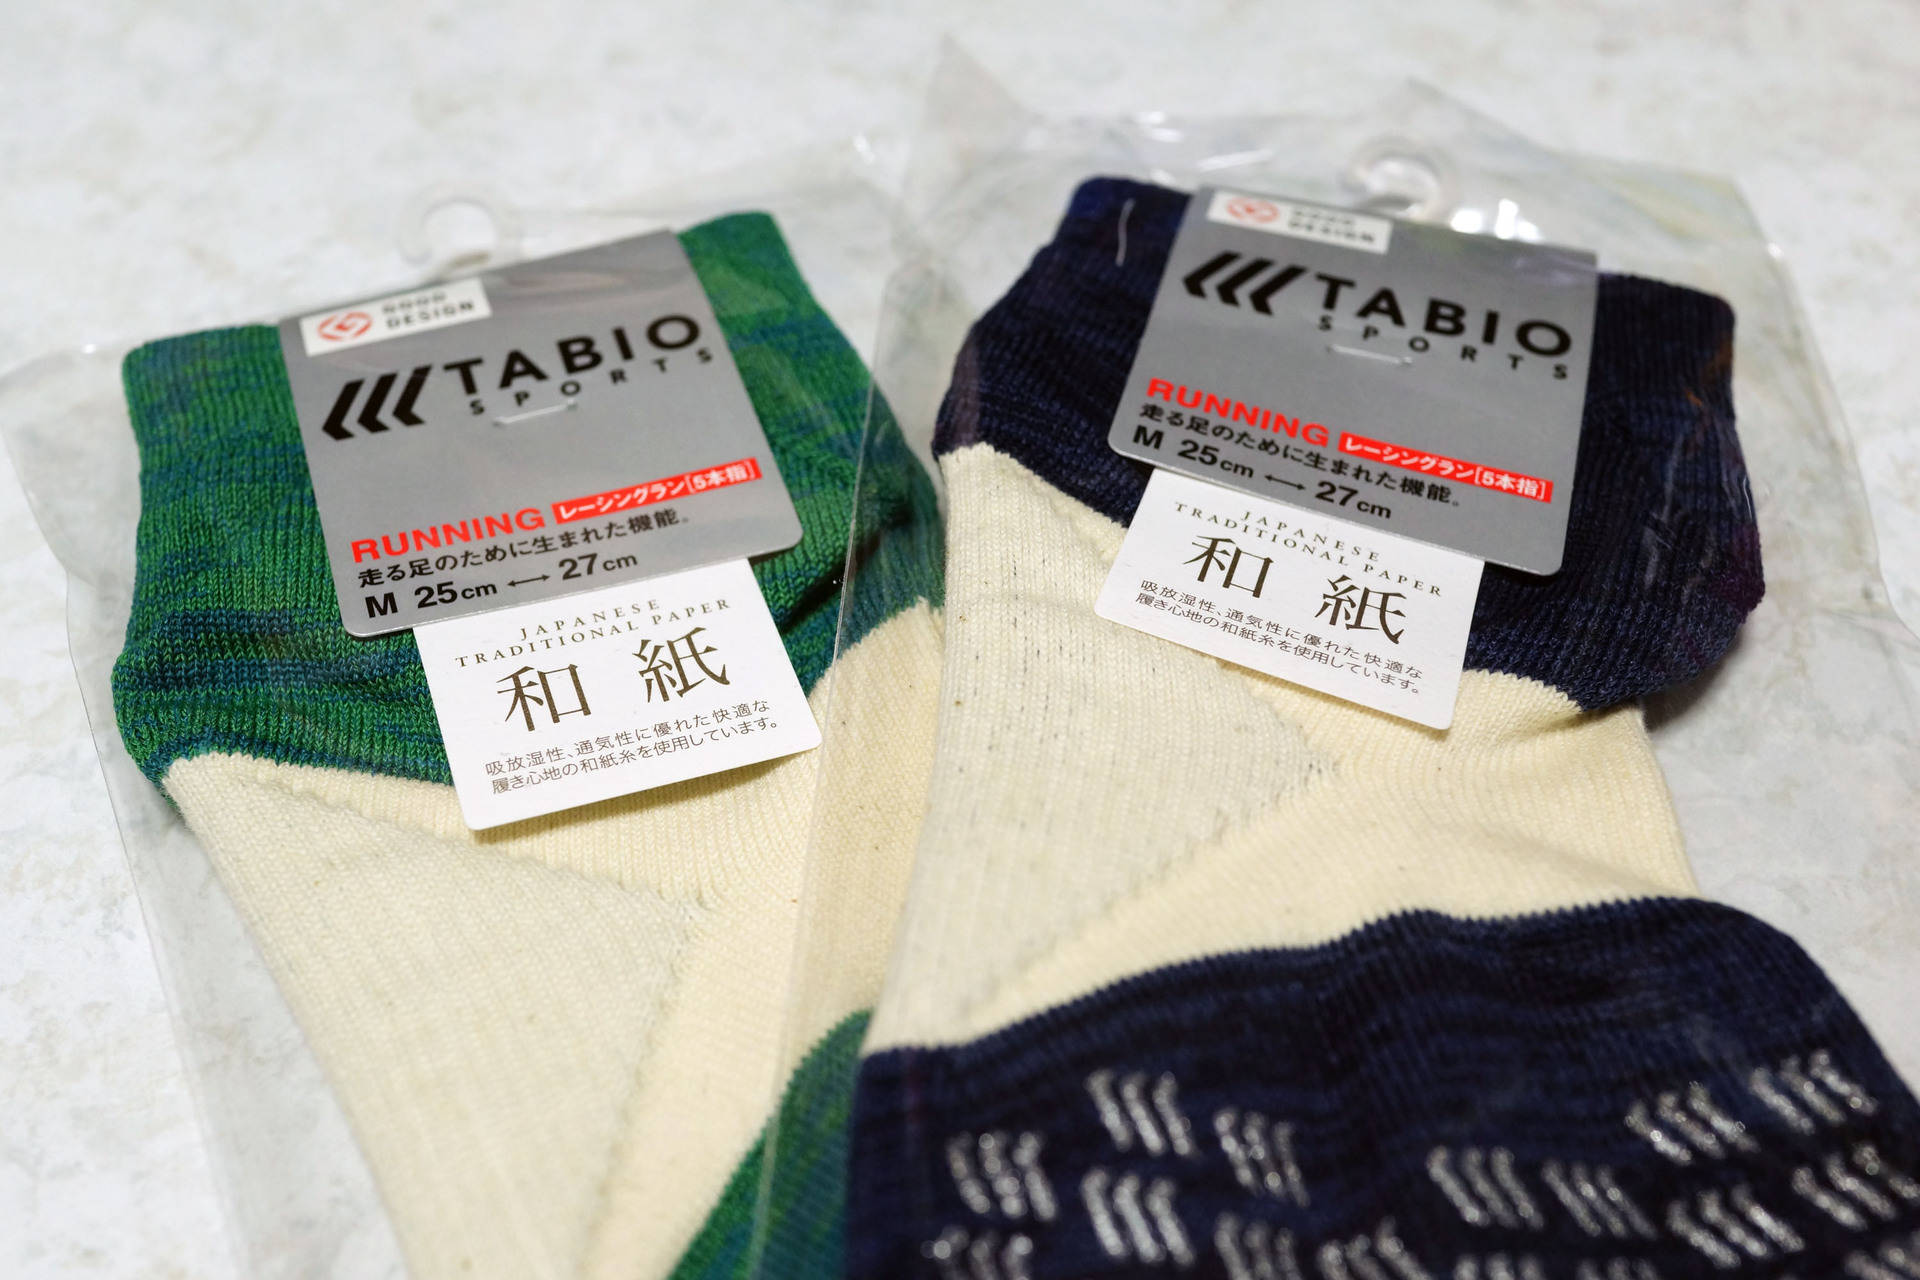 GOOD
DESIGN
TABIO
SPORTS
RUNNING レーシングラン[5本指]
走る足のために生まれた機能。
M 25cm ⟷ 27cm
JAPANESE
TRADITIONAL PAPER
和紙
吸放湿性、通気性に優れた快適な
履き心地の和紙糸を使用しています。
GOOD
DESIGN
TABIO
SPORTS
RUNNING レーシングラン[5本指]
走る足のために生まれた機能。
M 25cm ⟷ 27cm
JAPANESE
TRADITIONAL PAPER
和紙
吸放湿性、通気性に優れた快適な
履き心地の和紙糸を使用しています。